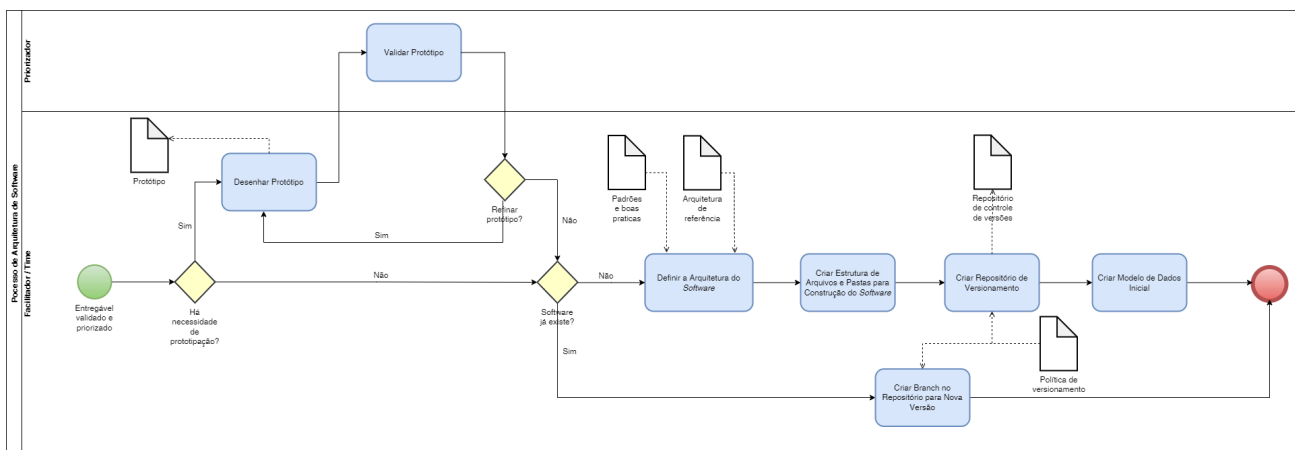 Pocesso de Arquitetura de Software
Priorizador
Facilitador / Time
Validar Protótipo
Protótipo
Desenhar Protótipo
Refinar
protótipo?
Sim
Sim
Não
Padrões
e boas
praticas
Arquitetura
de
referência
Repositório
de controle
de versões
Entregável
validado e
priorizado
Há
necessidade
de
prototipação?
Não
Software
já existe?
Não
Sim
Definir a Arquitetura do
Software
Criar Estrutura de
Arquivos e Pastas para
Construção do Software
Criar Repositório de
Versionamento
Criar Modelo de Dados
Inicial
Criar Branch no
Repositório para Nova
Versão
Política de
versionamento